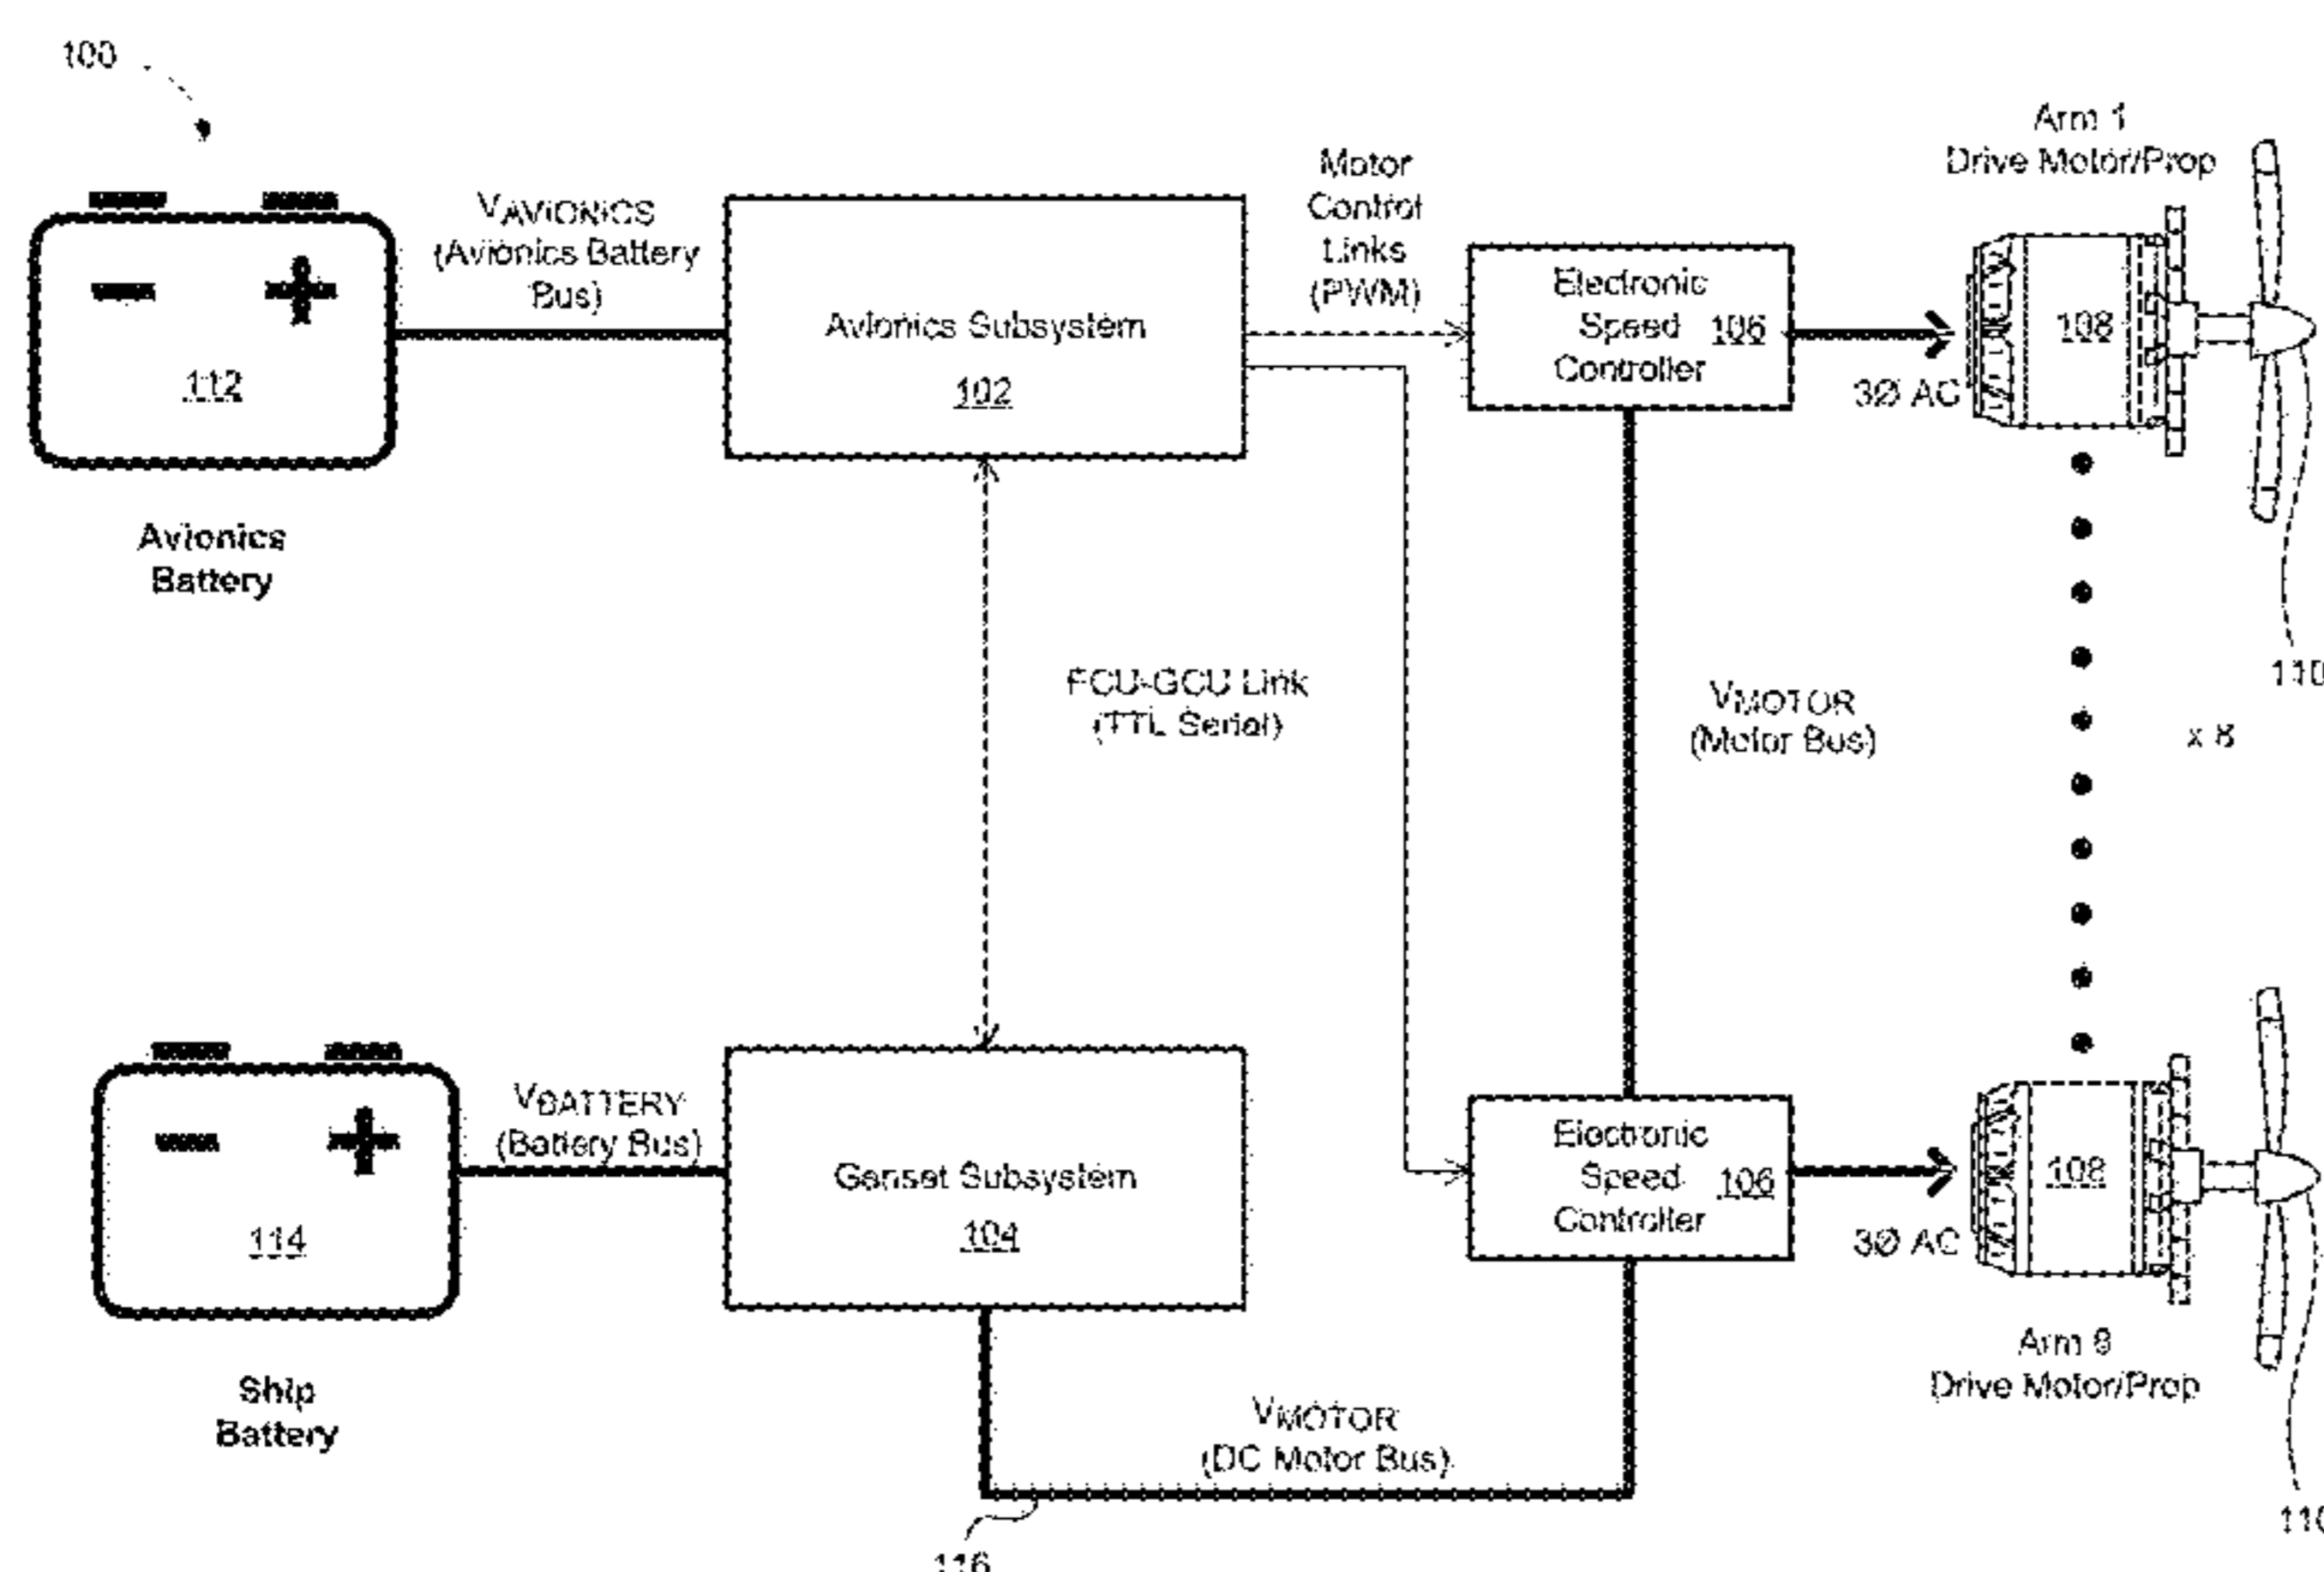 100
Arm 1
Drive Motor/Prop
Motor
Control
Links
(PWM)
VAVIONICS
(Avionics Battery
Bus)
Electronic
Speed
Controller
106
Avionics Subsystem
102
112
3Ø AC
108
Avionics
Battery
110
FCU-GCU Link
(TTL Serial)
VMOTOR
(Motor Bus)
x 8
VBATTERY
(Battery Bus)
Electronic
Speed
Controller
106
Genset Subsystem
104
114
3Ø AC
108
Arm 8
Drive Motor/Prop
Ship
Battery
VMOTOR
(DC Motor Bus)
110
116